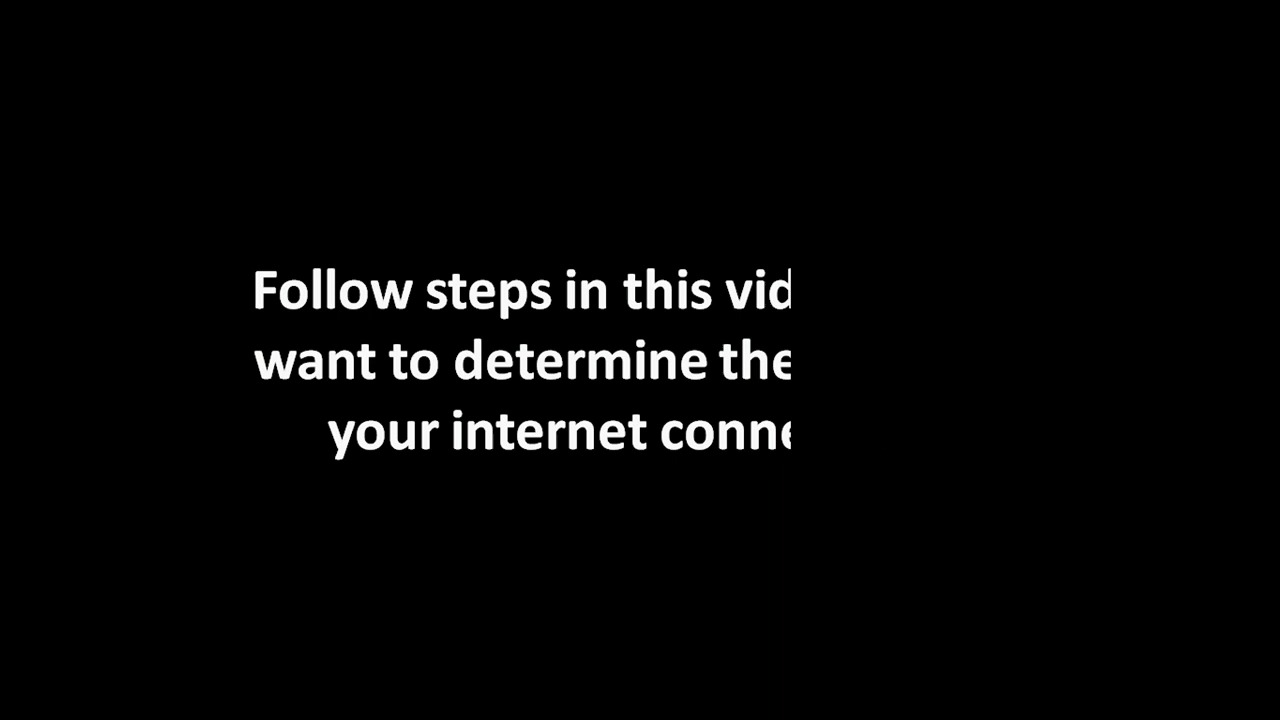 Follow steps in this vid
want to determine the
your internet conne